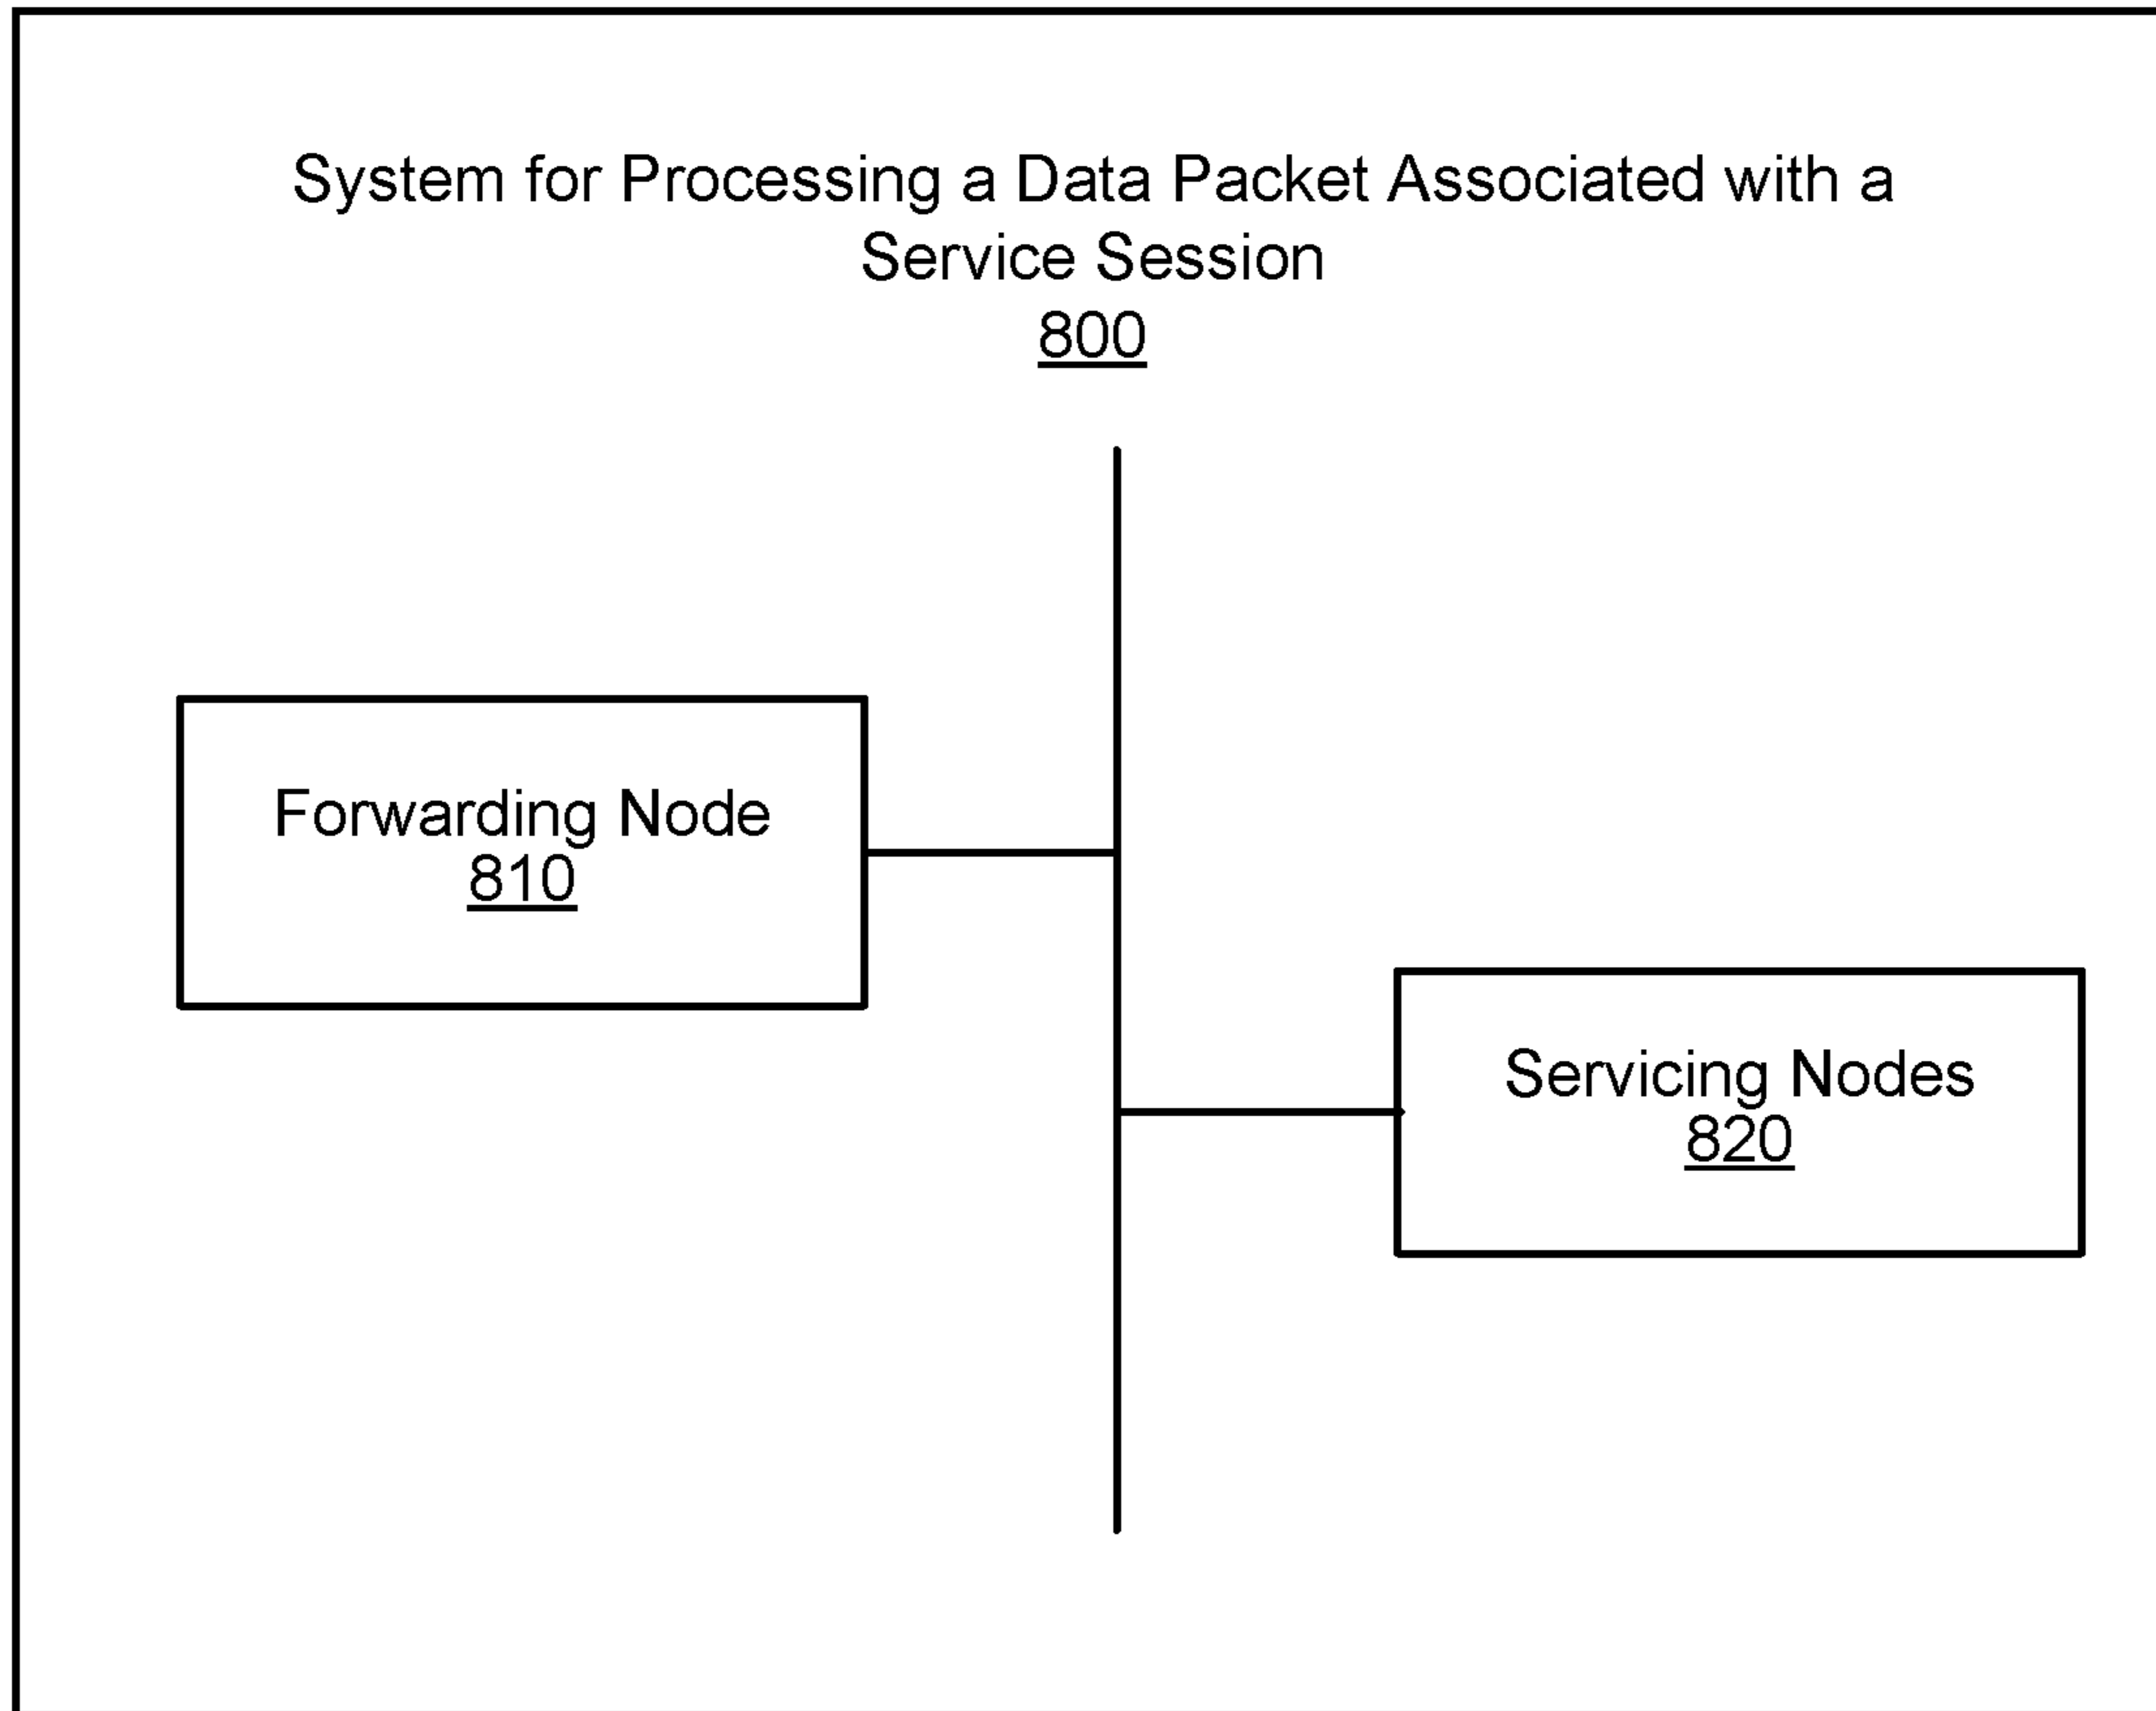 System for Processing a Data Packet Associated with a
Service Session
800
Forwarding Node
810
Servicing Nodes
820